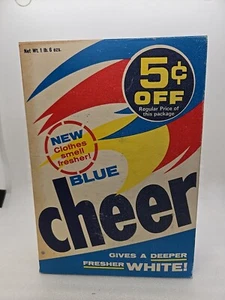 Net Wt. 1 lb 6 ozs.
5¢
OFF
Regular Price of
this package
NEW
Clothes
smell
fresher!
BLUE
cheer
GIVES A DEEPER
FRESHER WHITE!